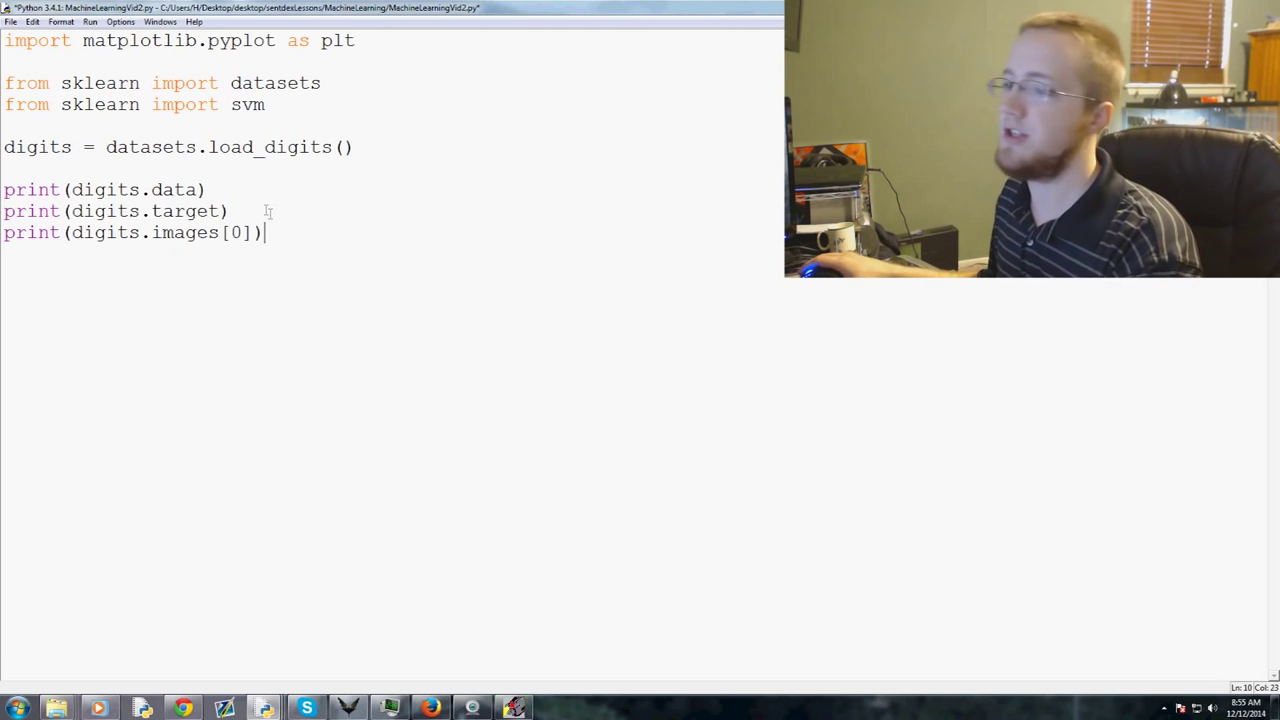 *Python 3.4.1: MachineLearningVid2.py - C:/Users/H/Desktop/desktop/sentdexLessons/MachineLearning/MachineLearningVid2.py*
File Edit Format Run Options Windows Help
import matplotlib.pyplot as plt
from sklearn import datasets
from sklearn import svm
digits = datasets.load_digits()
print(digits.data)
print(digits.target)
print(digits.images[0])
Ln: 10 Col: 23
8:55 AM
12/12/2014